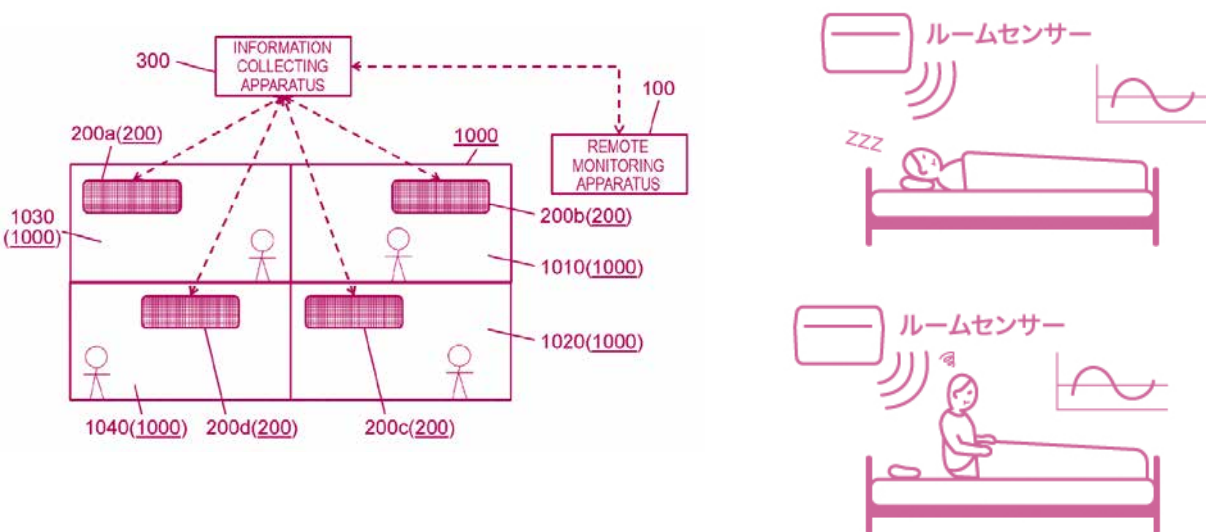 INFORMATION
COLLECTING
APPARATUS
300
100
REMOTE
MONITORING
APPARATUS
200a(200)
1000
200b(200)
1030
(1000)
1010(1000)
1020(1000)
1040(1000)
200d(200)
200c(200)
ルームセンサー
ZZZ
ルームセンサー